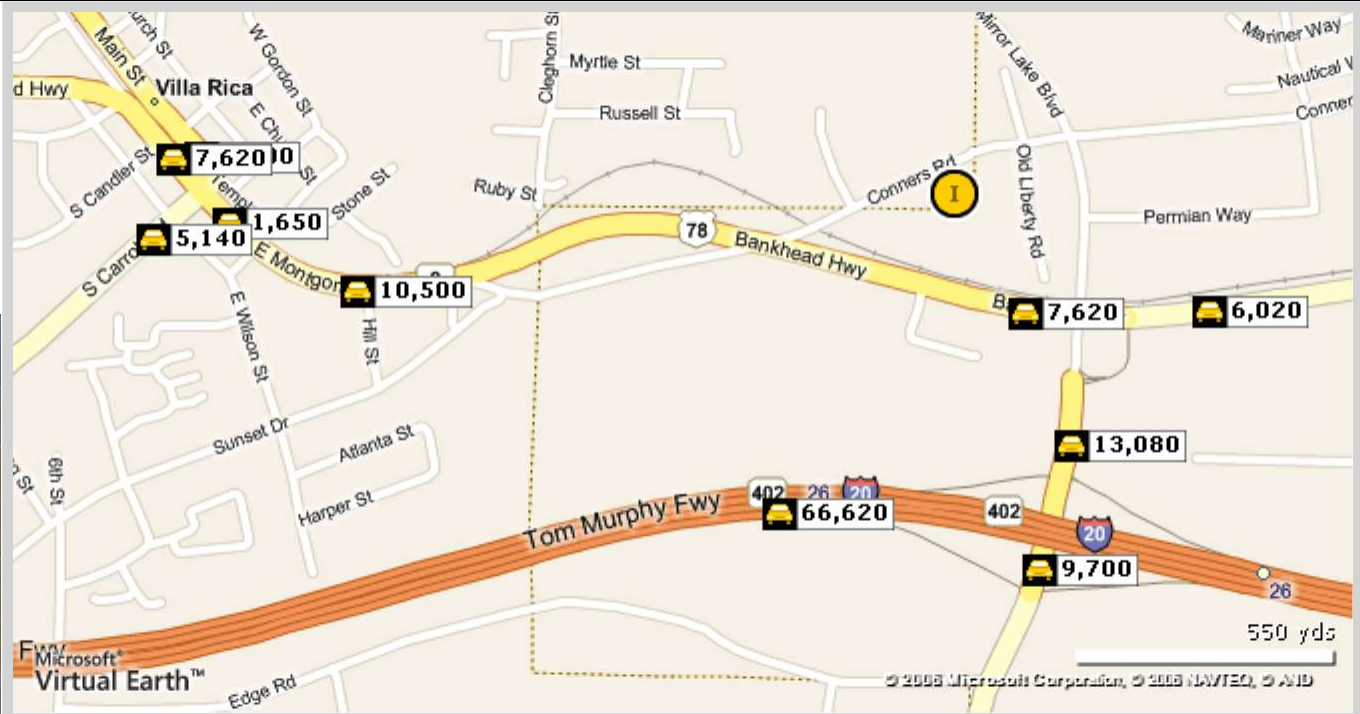 Main St
W Gordon St
Cleghorn St
Myrtle St
Mirror Lake Blvd
Mariner Way
Nautical
Villa Rica
Hwy
Russell St
Conner
S Candler St
7,620
Stone St
Ruby St
Conners Rd
I
Old Liberty Rd
Permian Way
1,650
5,140
78
Bankhead Hwy
E Montgom
10,500
7,620
6,020
E Wilson St
Hill St
Sunset Dr
Atlanta St
13,080
6th St
Harper St
Tom Murphy Fwy
402
26
20
66,620
402
20
9,700
26
550 yds
Fwy
Microsoft®
Virtual Earth™
Edge Rd
© 2006 Microsoft Corporation, © 2006 NAVTEQ, © AND